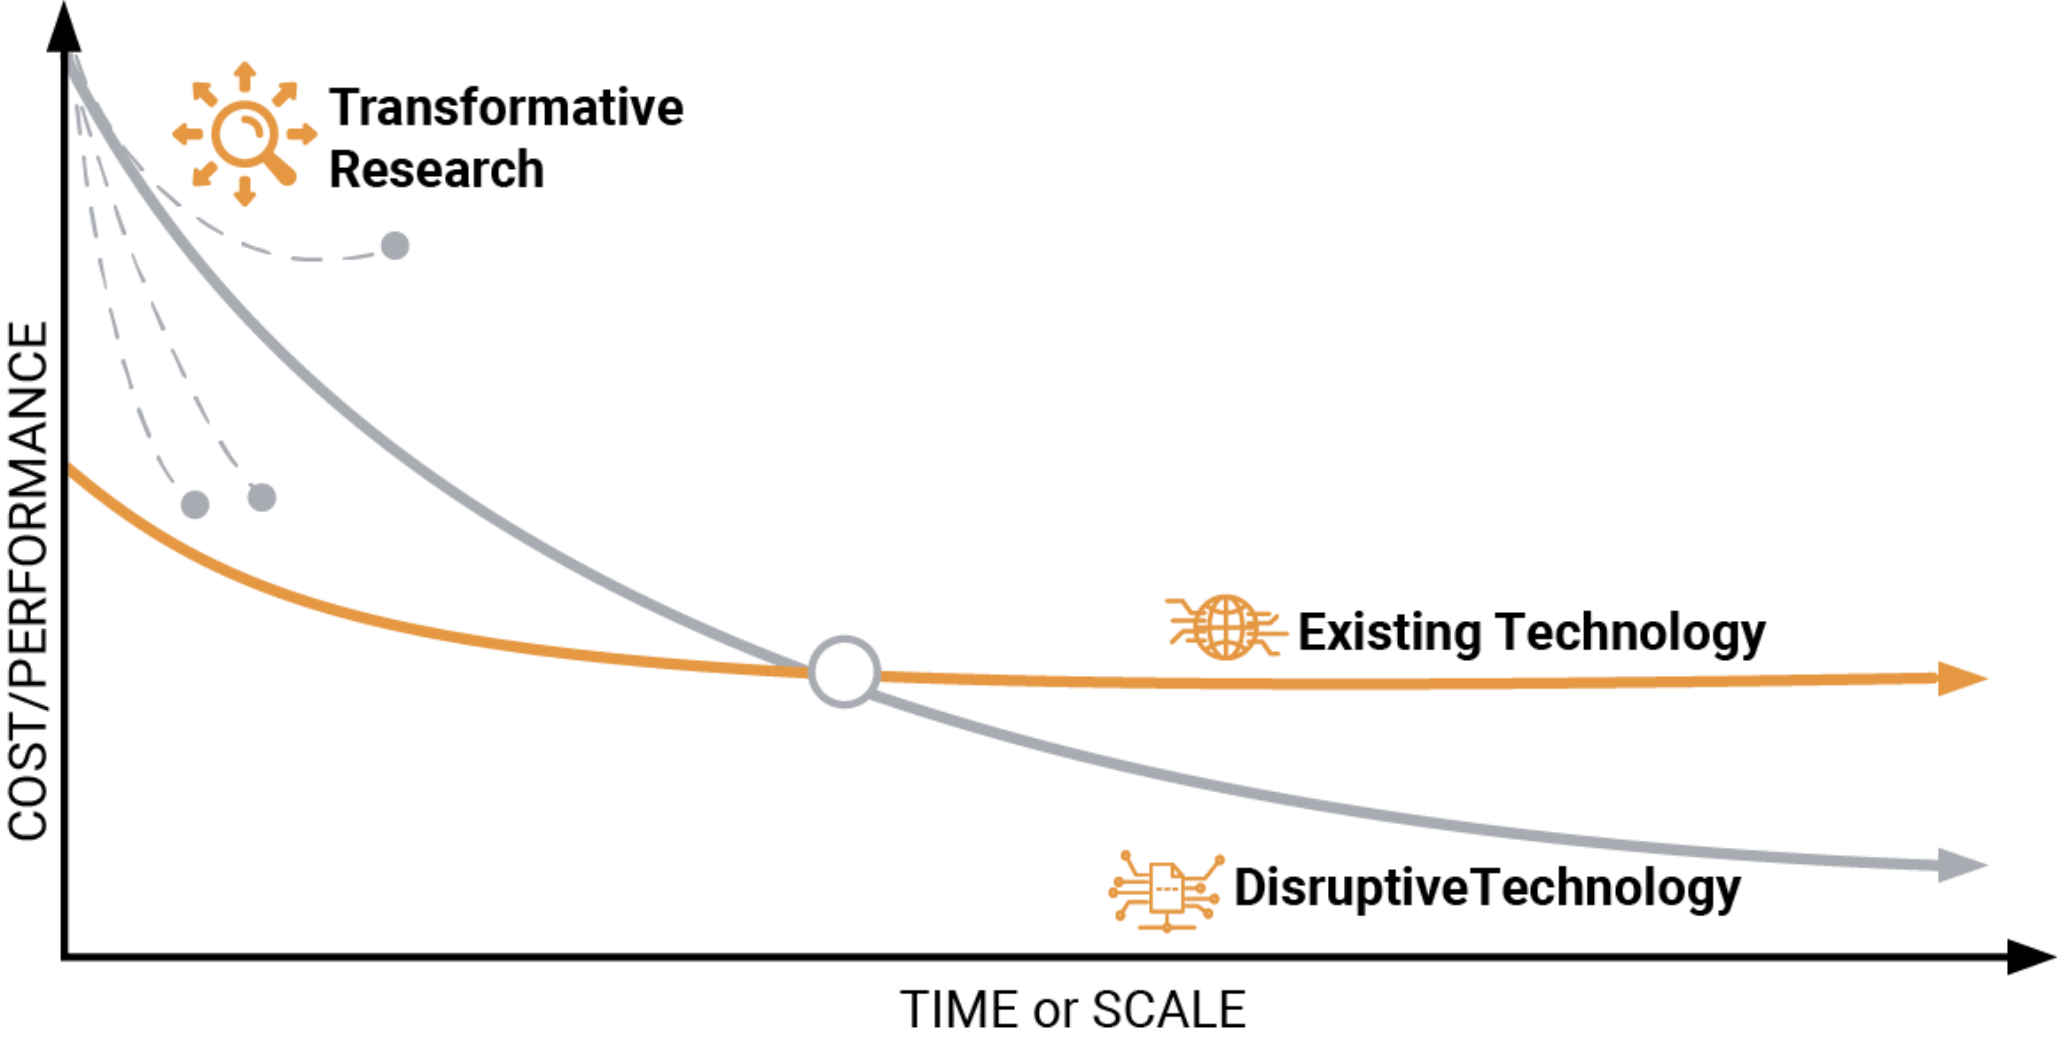 Transformative
Research
COST/PERFORMANCE
Existing Technology
DisruptiveTechnology
TIME or SCALE